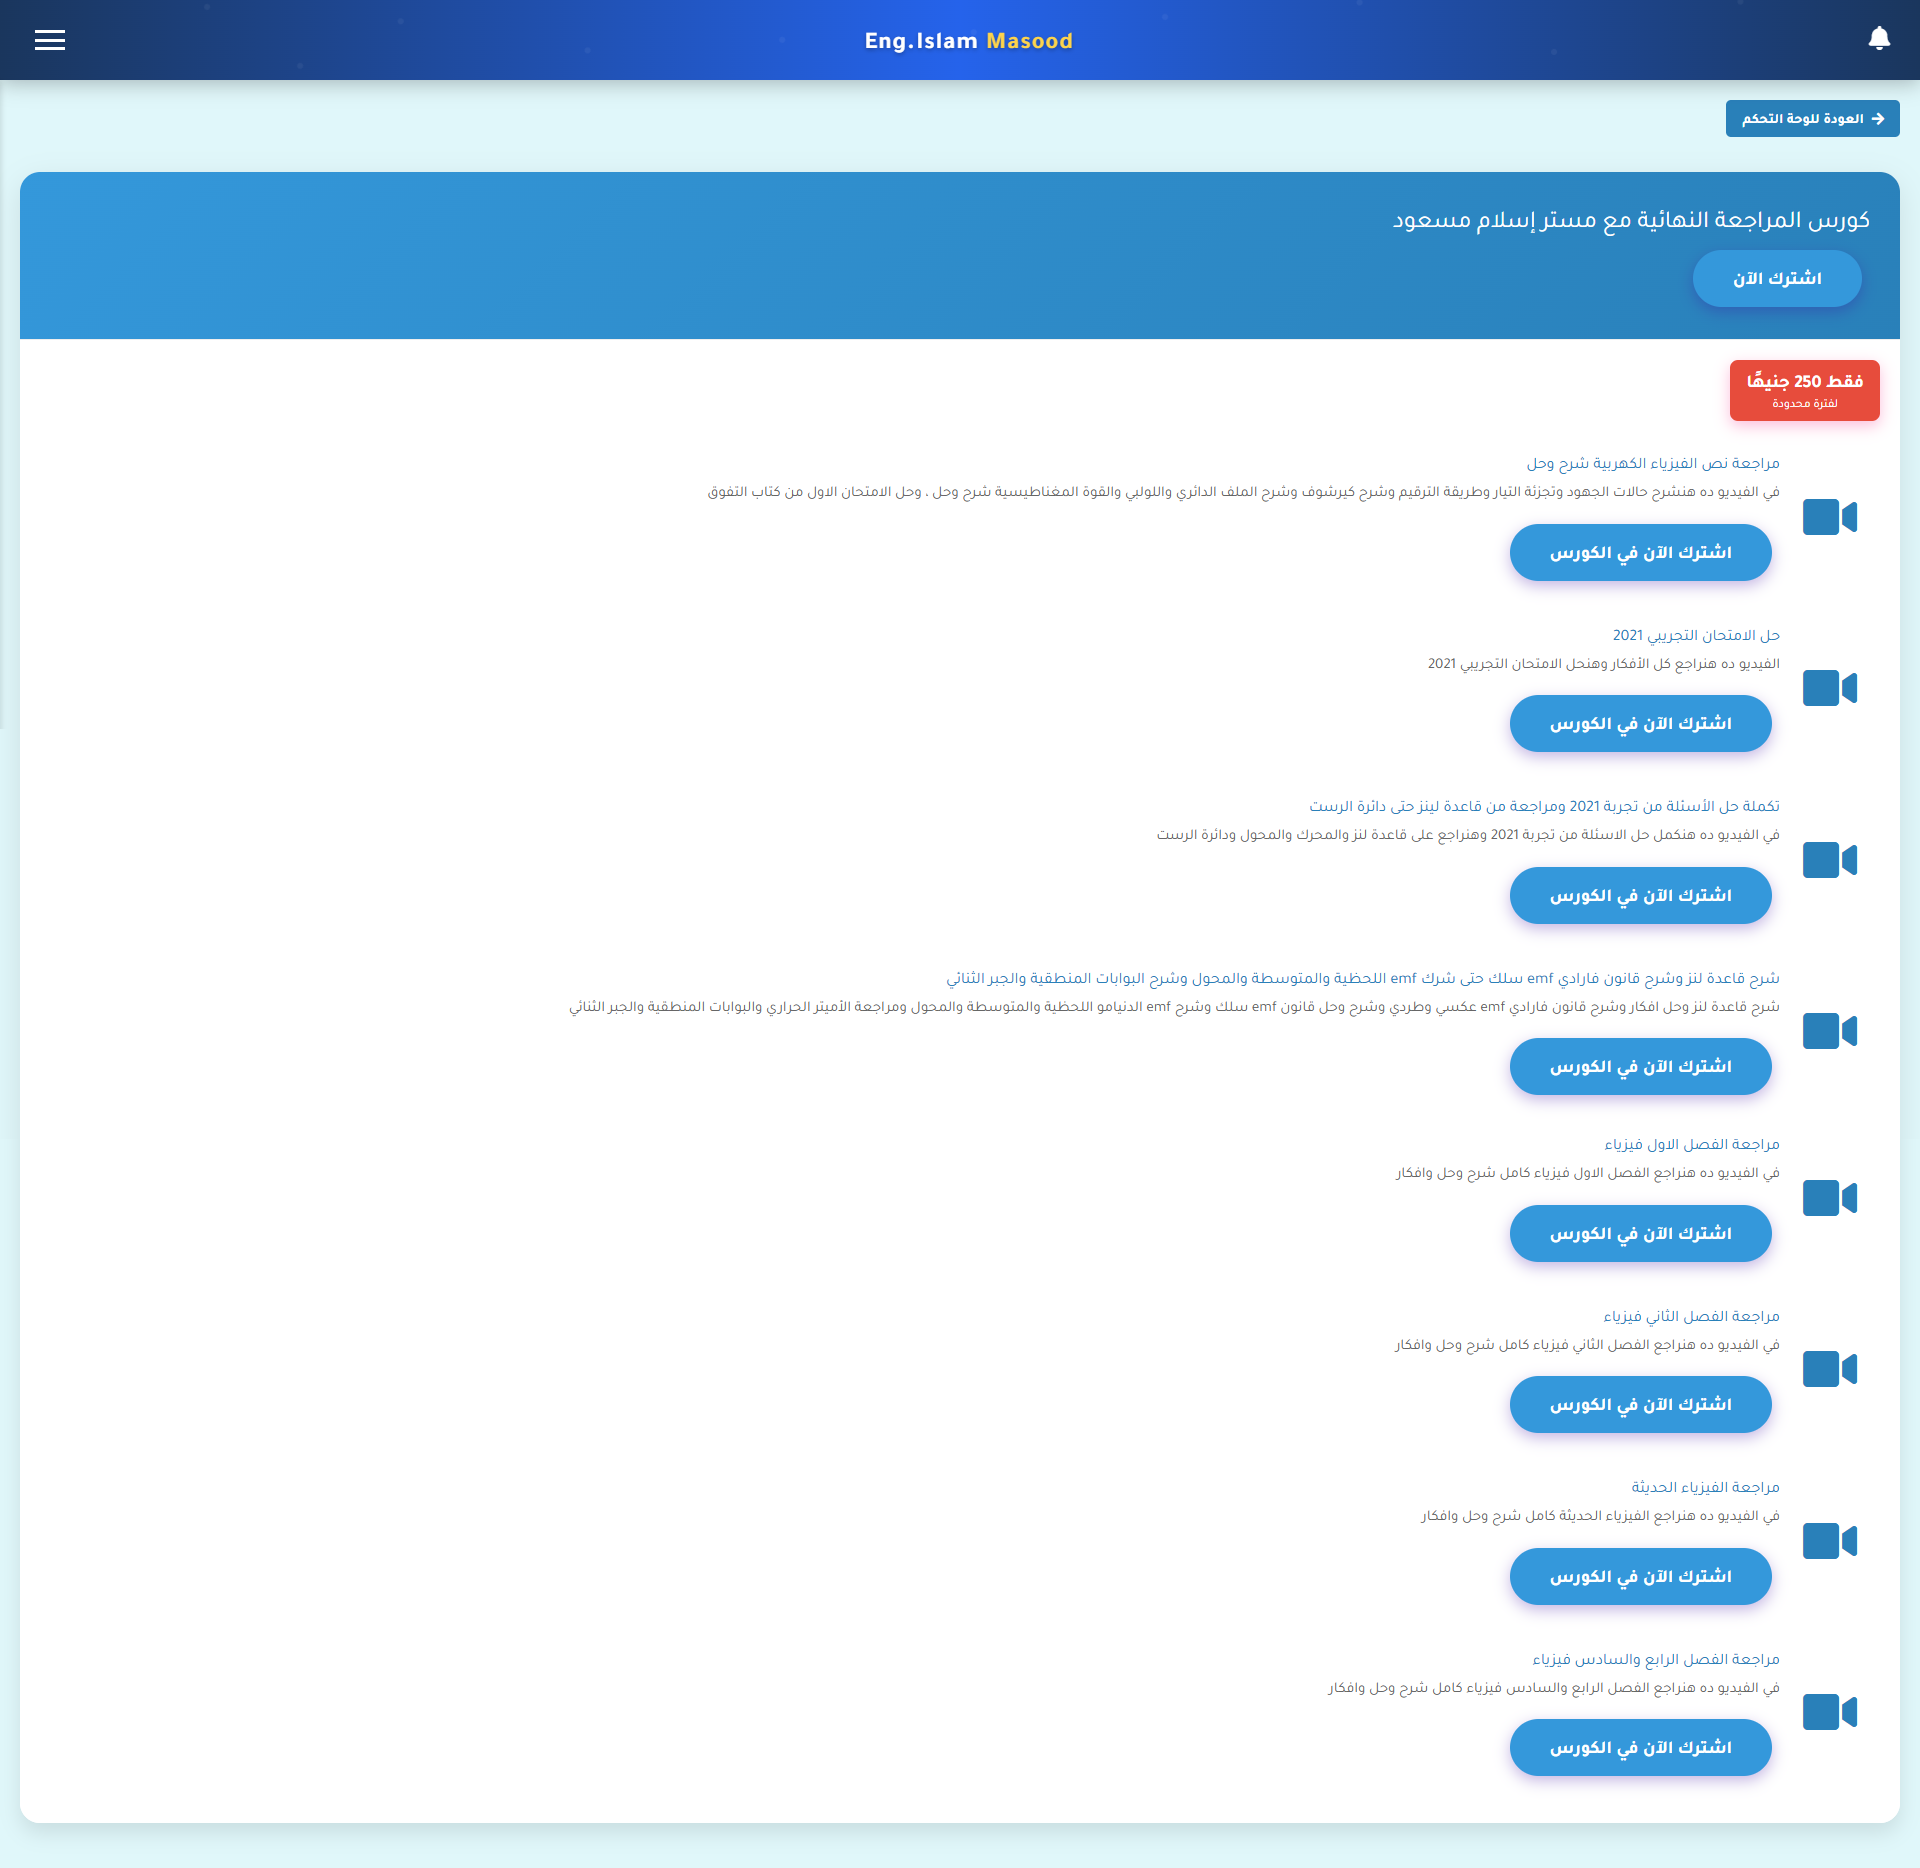 Eng.Islam Masood
العودة للوحة التحكم
كورس المراجعة النهائية مع مستر إسلام مسعود
اشترك الآن
فقط 250 جنيهًا
لفترة محدودة
مراجعة نص الفيزياء الكهربية شرح وحل
في الفيديو ده هنشرح حالات الجهود وتجزئة التيار وطريقة الترقيم وشرح كيرشوف وشرح الملف الدائري واللولبي والقوة المغناطيسية شرح وحل ، وحل الامتحان الاول من كتاب التفوق
اشترك الآن في الكورس
حل الامتحان التجريبي 2021
الفيديو ده هنراجع كل الأفكار وهنحل الامتحان التجريبي 2021
اشترك الآن في الكورس
تكملة حل الأسئلة من تجربة 2021 ومراجعة من قاعدة لينز حتى دائرة الرست
في الفيديو ده هنكمل حل الاسئلة من تجربة 2021 وهنراجع على قاعدة لنز والمحرك والمحول ودائرة الرست
اشترك الآن في الكورس
شرح قاعدة لنز وشرح قانون فارادي emf سلك حتى شرك emf اللحظية والمتوسطة والمحول وشرح البوابات المنطقية والجبر الثنائي
شرح قاعدة لنز وحل افكار وشرح قانون فارادي emf عكسي وطردي وشرح وحل قانون emf سلك وشرح emf الدنيامو اللحظية والمتوسطة والمحول ومراجعة الأميتر الحراري والبوابات المنطقية والجبر الثنائي
اشترك الآن في الكورس
مراجعة الفصل الاول فيزياء
في الفيديو ده هنراجع الفصل الاول فيزياء كامل شرح وحل وافكار
اشترك الآن في الكورس
مراجعة الفصل الثاني فيزياء
في الفيديو ده هنراجع الفصل الثاني فيزياء كامل شرح وحل وافكار
اشترك الآن في الكورس
مراجعة الفيزياء الحديثة
في الفيديو ده هنراجع الفيزياء الحديثة كامل شرح وحل وافكار
اشترك الآن في الكورس
مراجعة الفصل الرابع والسادس فيزياء
في الفيديو ده هنراجع الفصل الرابع والسادس فيزياء كامل شرح وحل وافكار
اشترك الآن في الكورس